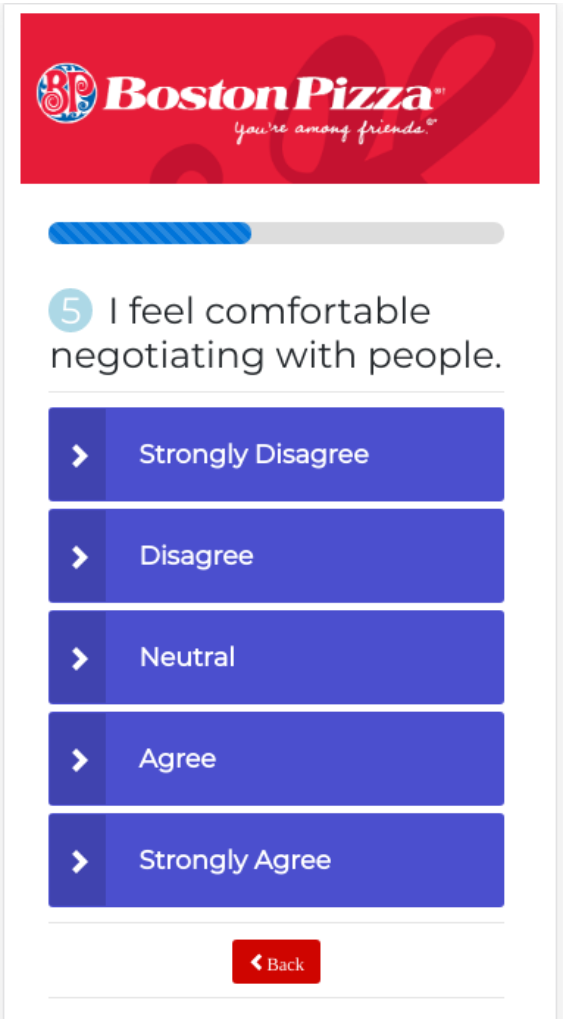 BP Boston Pizza
You're among friends.®
5 I feel comfortable
negotiating with people.
Strongly Disagree
Disagree
Neutral
Agree
Strongly Agree
Back